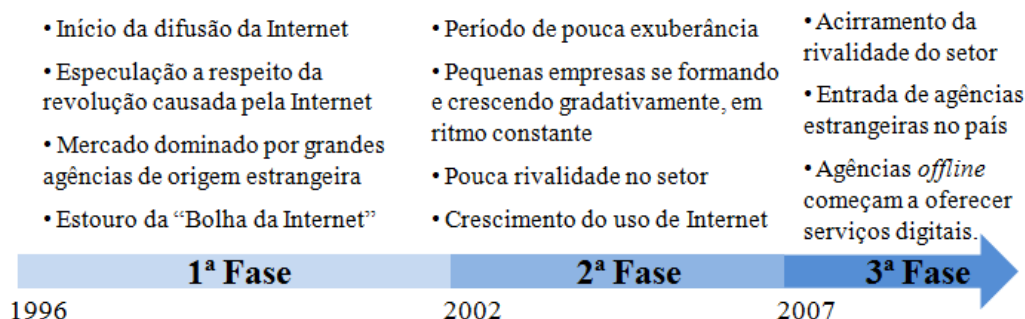 • Início da difusão da Internet
• Especulação a respeito da
revolução causada pela Internet
• Mercado dominado por grandes
agências de origem estrangeira
• Estouro da “Bolha da Internet”
• Período de pouca exuberância
• Pequenas empresas se formando
e crescendo gradativamente, em
ritmo constante
• Pouca rivalidade no setor
• Crescimento do uso de Internet
• Acirramento da
rivalidade do setor
• Entrada de agências
estrangeiras no país
• Agências offline
começam a oferecer
serviços digitais.
1ª Fase
2ª Fase
3ª Fase
1996
2002
2007